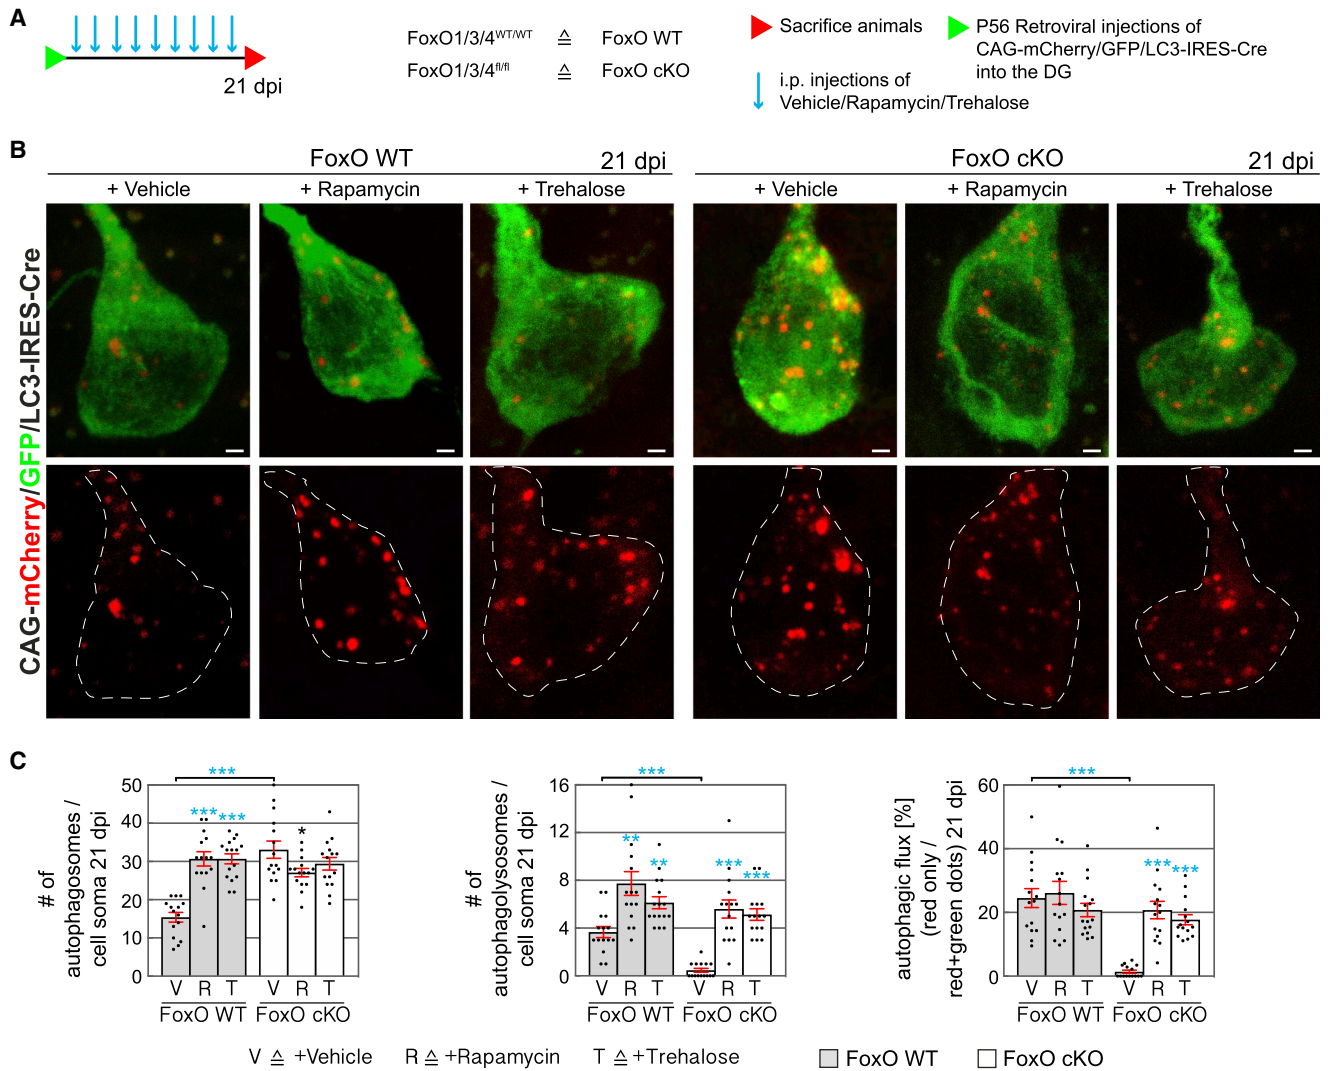 A
21 dpi
FoxO1/3/4WT/WT ≙ FoxO WT
FoxO1/3/4fl/fl ≙ FoxO cKO
Sacrifice animals
i.p. injections of
Vehicle/Rapamycin/Trehalose
P56 Retroviral injections of
CAG-mCherry/GFP/LC3-IRES-Cre
into the DG
B
FoxO WT 21 dpi
+ Vehicle + Rapamycin + Trehalose
FoxO cKO 21 dpi
+ Vehicle + Rapamycin + Trehalose
CAG-mCherry/GFP/LC3-IRES-Cre
C
# of
autophagosomes /
cell soma 21 dpi
50
40
30
20
10
0
***
*** *** *
V R T V R T
FoxO WT FoxO cKO
# of
autophagolysosomes /
cell soma 21 dpi
16
12
8
4
0
***
** ** *** ***
V R T V R T
FoxO WT FoxO cKO
autophagic flux [%]
(red only /
red+green dots) 21 dpi
60
40
20
0
***
*** ***
V R T V R T
FoxO WT FoxO cKO
V ≙ +Vehicle R ≙ +Rapamycin T ≙ +Trehalose FoxO WT FoxO cKO